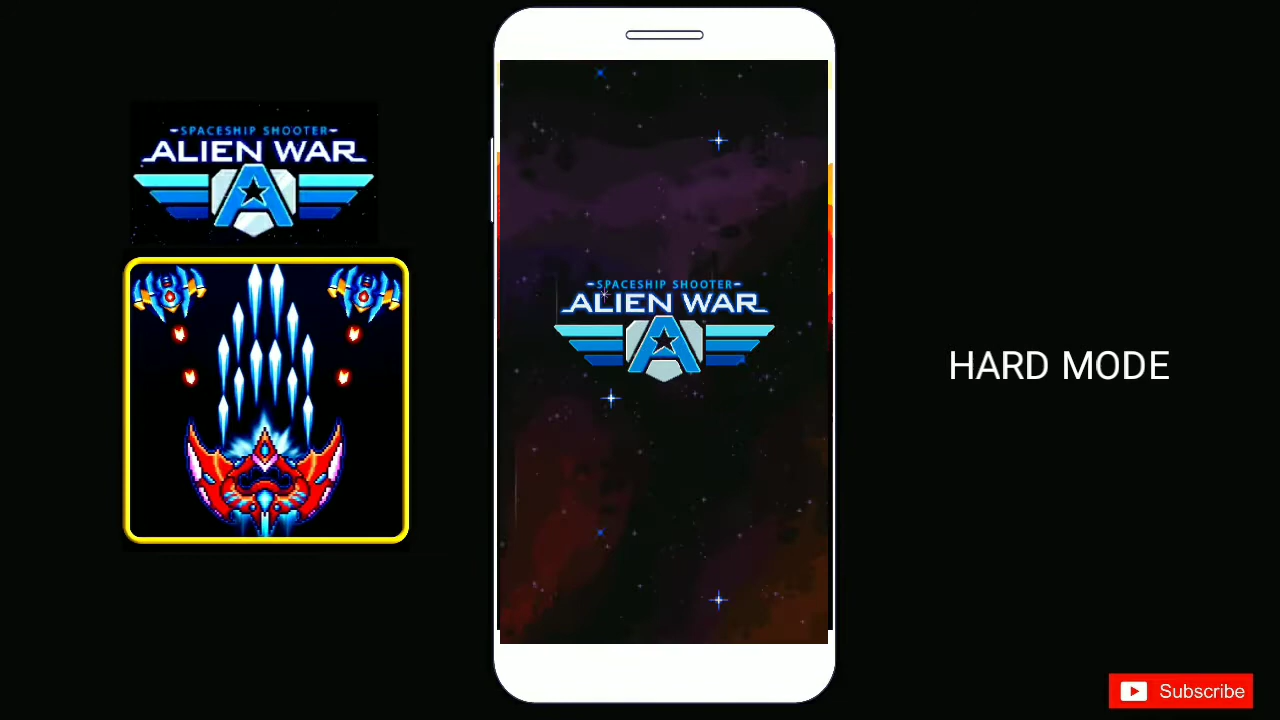 SPACESHIP SHOOTER
ALIEN WAR
A
SPACESHIP SHOOTER
ALIEN WAR
A
HARD MODE
Subscribe